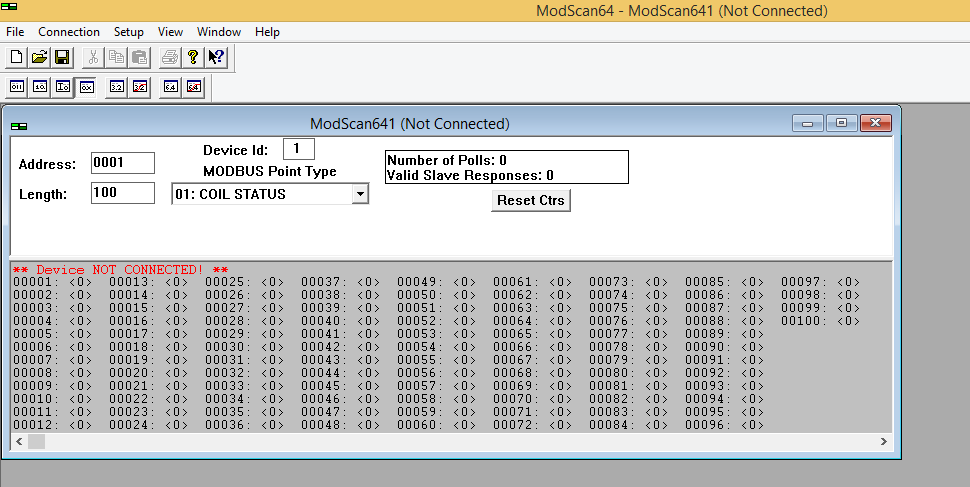 ModScan64 - ModScan641 (Not Connected)
File Connection Setup View Window Help
ModScan641 (Not Connected)
Address: 0001
Device Id: 1
MODBUS Point Type
Length: 100
01: COIL STATUS
Number of Polls: 0
Valid Slave Responses: 0
Reset Ctrs
** Device NOT CONNECTED! **
00001: <0> 00013: <0> 00025: <0> 00037: <0> 00049: <0> 00061: <0> 00073: <0> 00085: <0> 00097: <0>
00002: <0> 00014: <0> 00026: <0> 00038: <0> 00050: <0> 00062: <0> 00074: <0> 00086: <0> 00098: <0>
00003: <0> 00015: <0> 00027: <0> 00039: <0> 00051: <0> 00063: <0> 00075: <0> 00087: <0> 00099: <0>
00004: <0> 00016: <0> 00028: <0> 00040: <0> 00052: <0> 00064: <0> 00076: <0> 00088: <0> 00100: <0>
00005: <0> 00017: <0> 00029: <0> 00041: <0> 00053: <0> 00065: <0> 00077: <0> 00089: <0>
00006: <0> 00018: <0> 00030: <0> 00042: <0> 00054: <0> 00066: <0> 00078: <0> 00090: <0>
00007: <0> 00019: <0> 00031: <0> 00043: <0> 00055: <0> 00067: <0> 00079: <0> 00091: <0>
00008: <0> 00020: <0> 00032: <0> 00044: <0> 00056: <0> 00068: <0> 00080: <0> 00092: <0>
00009: <0> 00021: <0> 00033: <0> 00045: <0> 00057: <0> 00069: <0> 00081: <0> 00093: <0>
00010: <0> 00022: <0> 00034: <0> 00046: <0> 00058: <0> 00070: <0> 00082: <0> 00094: <0>
00011: <0> 00023: <0> 00035: <0> 00047: <0> 00059: <0> 00071: <0> 00083: <0> 00095: <0>
00012: <0> 00024: <0> 00036: <0> 00048: <0> 00060: <0> 00072: <0> 00084: <0> 00096: <0>